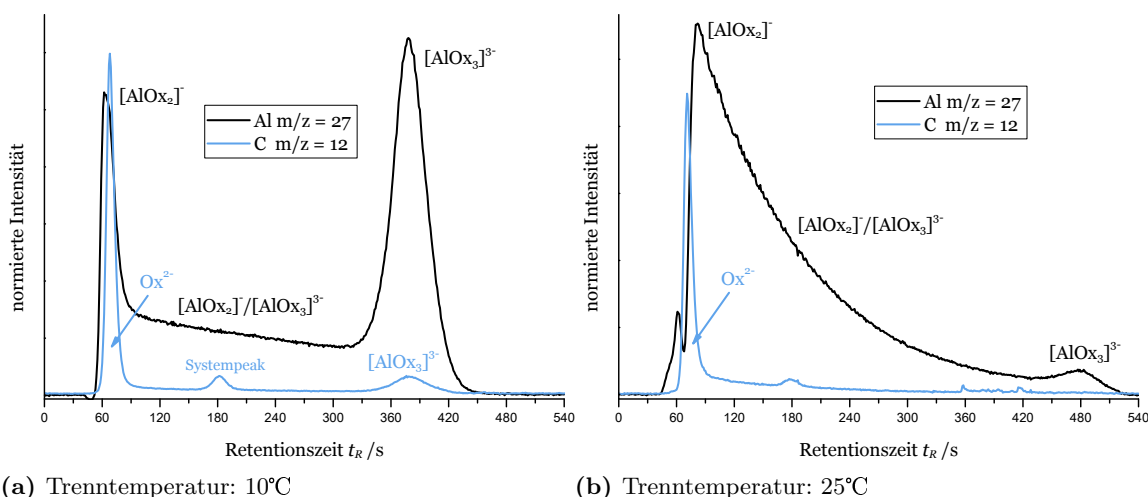 normierte Intensität
[AlOx₂]⁻
[AlOx₃]³⁻
Al m/z = 27
C m/z = 12
Ox²⁻
[AlOx₂]⁻/[AlOx₃]³⁻
Systempeak
[AlOx₃]³⁻
0 60 120 180 240 300 360 420 480 540
Retentionszeit tR /s
(a) Trenntemperatur: 10℃
normierte Intensität
[AlOx₂]⁻
Al m/z = 27
C m/z = 12
[AlOx₂]⁻/[AlOx₃]³⁻
Ox²⁻
[AlOx₃]³⁻
0 60 120 180 240 300 360 420 480 540
Retentionszeit tR /s
(b) Trenntemperatur: 25℃